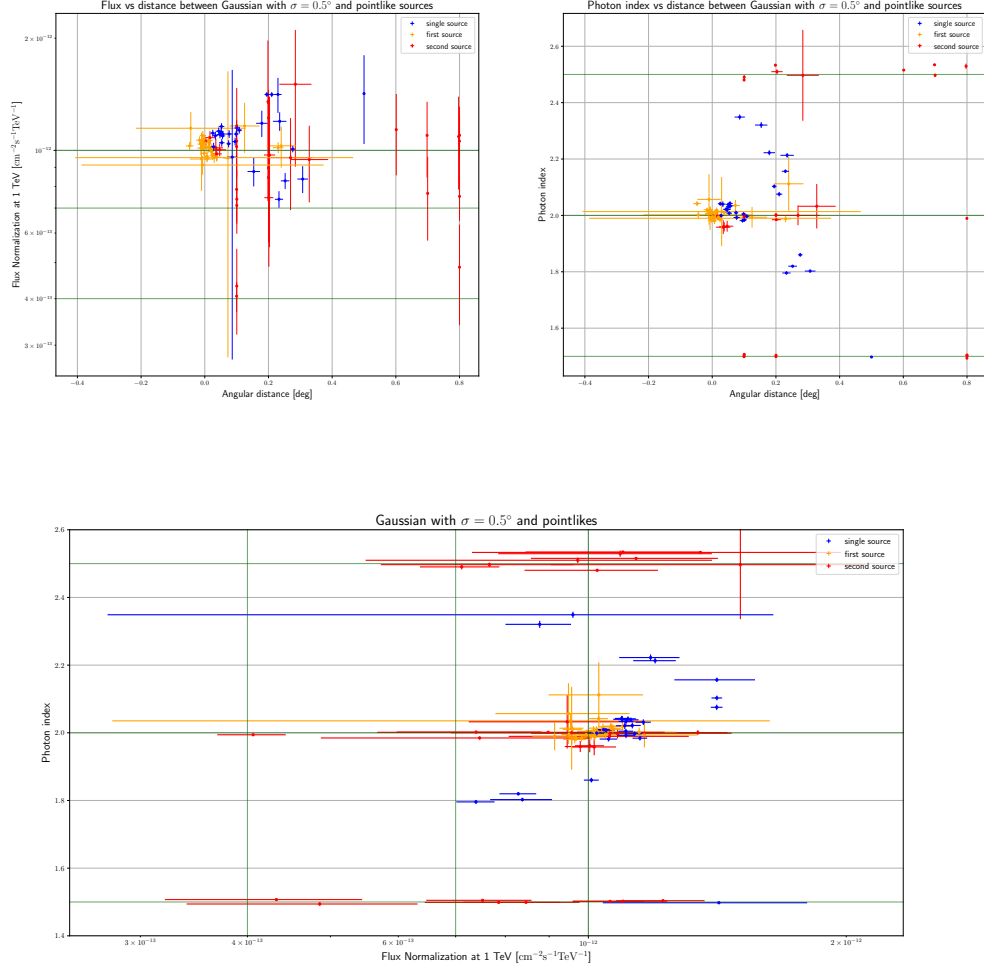 Flux vs distance between Gaussian with σ = 0.5° and pointlike sources
single source
first source
second source
2 × 10⁻¹²
10⁻¹²
6 × 10⁻¹³
4 × 10⁻¹³
3 × 10⁻¹³
Flux Normalization at 1 TeV [cm⁻²s⁻¹TeV⁻¹]
−0.4 −0.2 0.0 0.2 0.4 0.6 0.8
Angular distance [deg]
Photon index vs distance between Gaussian with σ = 0.5° and pointlike sources
single source
first source
second source
2.6
2.4
2.2
2.0
1.8
1.6
Photon index
−0.4 −0.2 0.0 0.2 0.4 0.6 0.8
Angular distance [deg]
Gaussian with σ = 0.5° and pointlikes
single source
first source
second source
2.6
2.4
2.2
2.0
1.8
1.6
1.4
Photon index
3 × 10⁻¹³ 4 × 10⁻¹³ 6 × 10⁻¹³ 10⁻¹² 2 × 10⁻¹²
Flux Normalization at 1 TeV [cm⁻²s⁻¹TeV⁻¹]